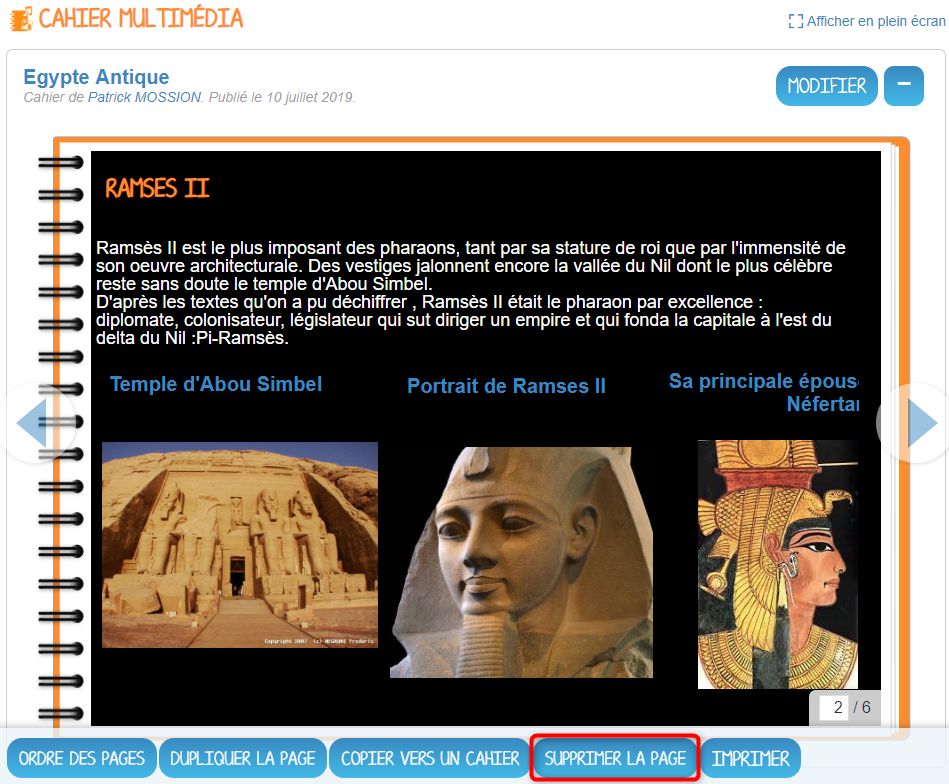 CAHIER MULTIMÉDIA
Afficher en plein écran
Egypte Antique
Cahier de Patrick MOSSION. Publié le 10 juillet 2019.
MODIFIER
–
RAMSES II
Ramsès II est le plus imposant des pharaons, tant par sa stature de roi que par l'immensité de
son oeuvre architecturale. Des vestiges jalonnent encore la vallée du Nil dont le plus célèbre
reste sans doute le temple d'Abou Simbel.
D'après les textes qu'on a pu déchiffrer , Ramsès II était le pharaon par excellence :
diplomate, colonisateur, législateur qui sut diriger un empire et qui fonda la capitale à l'est du
delta du Nil :Pi-Ramsès.
Temple d'Abou Simbel
Portrait de Ramses II
Sa principale épous
Néfertar
Copyright 2007 (c) NEGRONI Frederic
2 / 6
ORDRE DES PAGES
DUPLIQUER LA PAGE
COPIER VERS UN CAHIER
SUPPRIMER LA PAGE
IMPRIMER